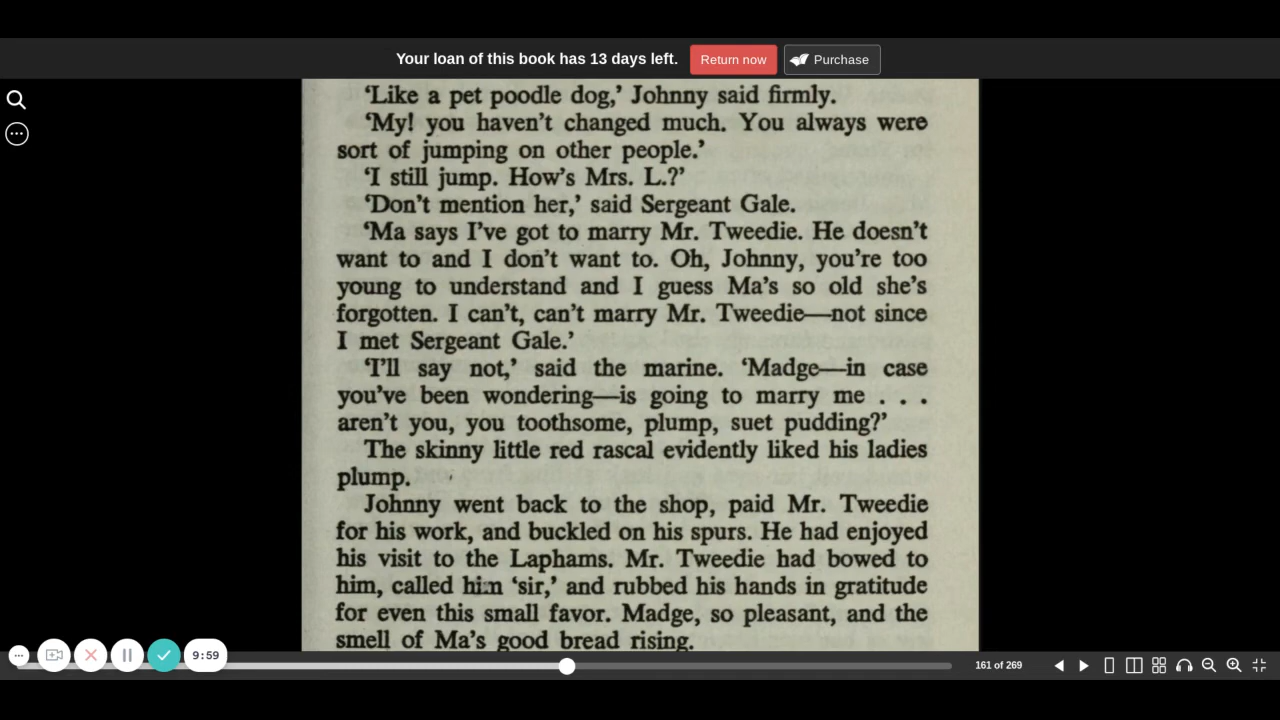 Your loan of this book has 13 days left. Return now Purchase
‘Like a pet poodle dog,’ Johnny said firmly.
‘My! you haven’t changed much. You always were
sort of jumping on other people.’
‘I still jump. How’s Mrs. L.?’
‘Don’t mention her,’ said Sergeant Gale.
‘Ma says I’ve got to marry Mr. Tweedie. He doesn’t
want to and I don’t want to. Oh, Johnny, you’re too
young to understand and I guess Ma’s so old she’s
forgotten. I can’t, can’t marry Mr. Tweedie—not since
I met Sergeant Gale.’
‘I’ll say not,’ said the marine. ‘Madge—in case
you’ve been wondering—is going to marry me . . .
aren’t you, you toothsome, plump, suet pudding?’
The skinny little red rascal evidently liked his ladies
plump.
Johnny went back to the shop, paid Mr. Tweedie
for his work, and buckled on his spurs. He had enjoyed
his visit to the Laphams. Mr. Tweedie had bowed to
him, called him ‘sir,’ and rubbed his hands in gratitude
for even this small favor. Madge, so pleasant, and the
smell of Ma’s good bread rising.
9:59
161 of 269